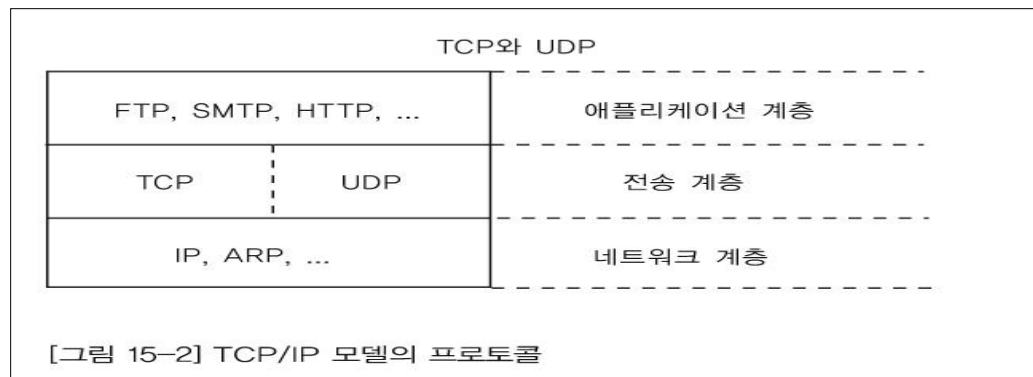 TCP와 UDP
FTP, SMTP, HTTP, ... 애플리케이션 계층
TCP UDP 전송 계층
IP, ARP, ... 네트워크 계층
[그림 15-2] TCP/IP 모델의 프로토콜